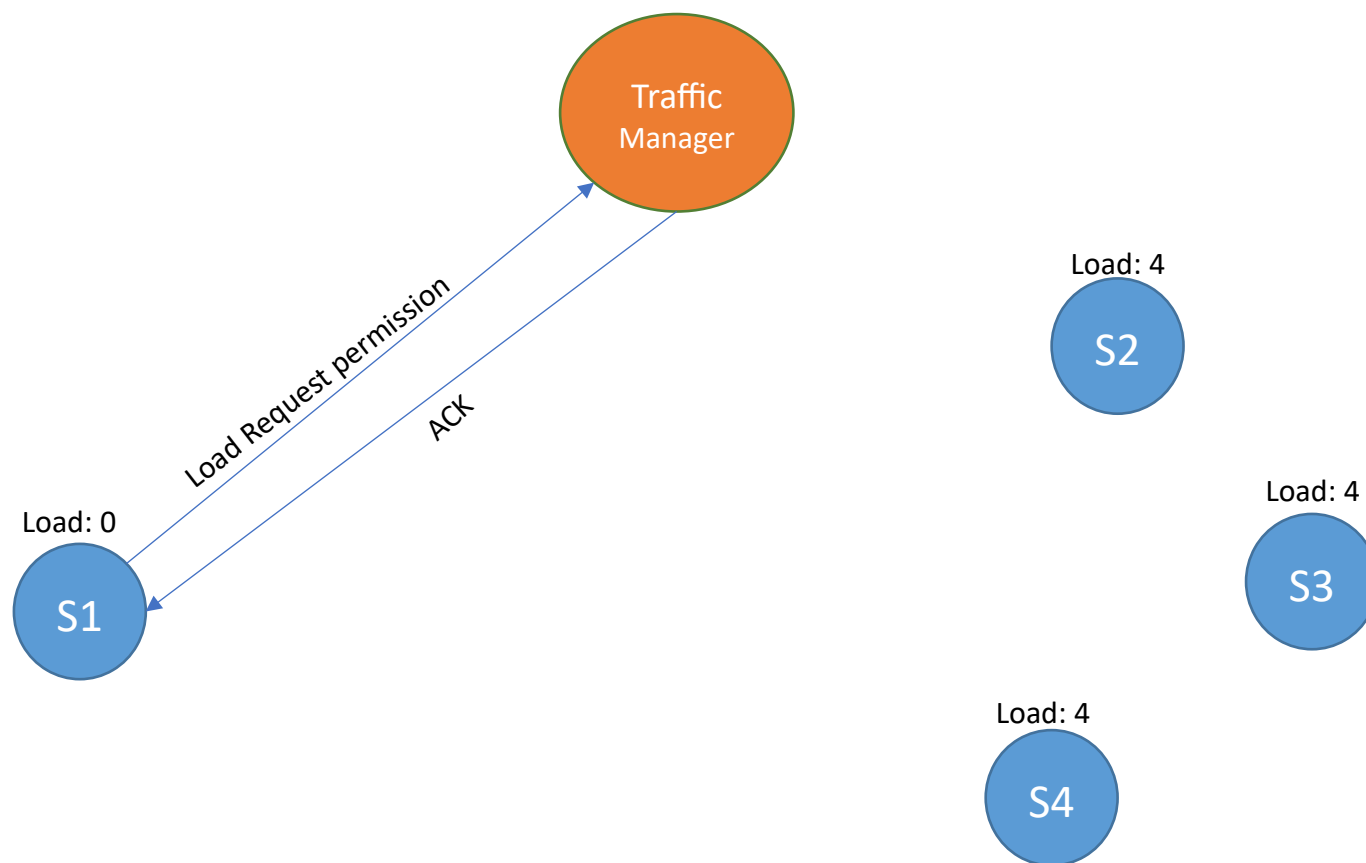 Traffic
Manager
Load: 4
S2
Load Request permission
ACK
Load: 4
Load: 0
S3
S1
Load: 4
S4